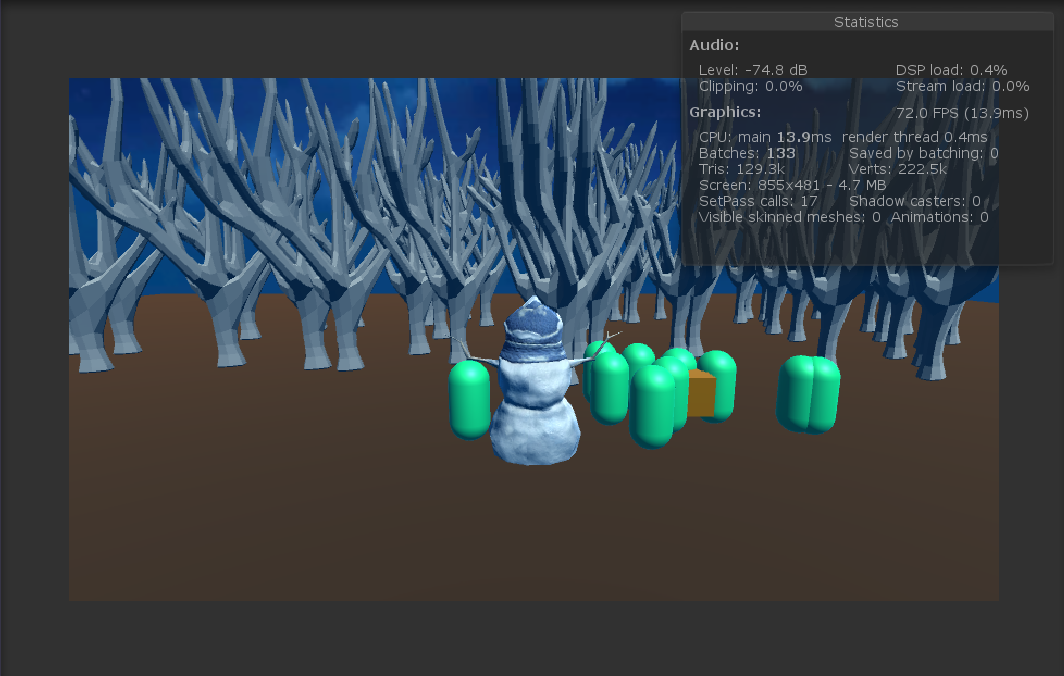 Statistics
Audio:
Level: -74.8 dB DSP load: 0.4%
Clipping: 0.0% Stream load: 0.0%
Graphics: 72.0 FPS (13.9ms)
CPU: main 13.9ms render thread 0.4ms
Batches: 133 Saved by batching: 0
Tris: 129.3k Verts: 222.5k
Screen: 855x481 - 4.7 MB
SetPass calls: 17 Shadow casters: 0
Visible skinned meshes: 0 Animations: 0